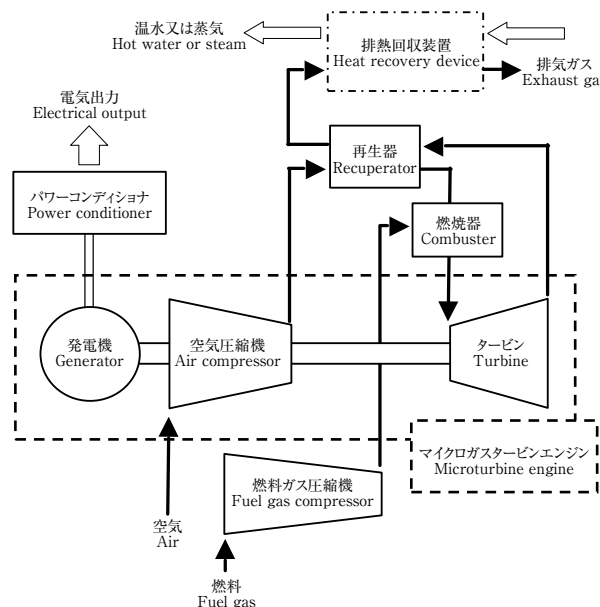 温水又は蒸気
Hot water or steam
排熱回収装置
Heat recovery device
排気ガス
Exhaust ga
電気出力
Electrical output
再生器
Recuperator
パワーコンディショナ
Power conditioner
燃焼器
Combuster
発電機
Generator
空気圧縮機
Air compressor
タービン
Turbine
マイクロガスタービンエンジン
Microturbine engine
燃料ガス圧縮機
Fuel gas compressor
空気
Air
燃料
Fuel gas